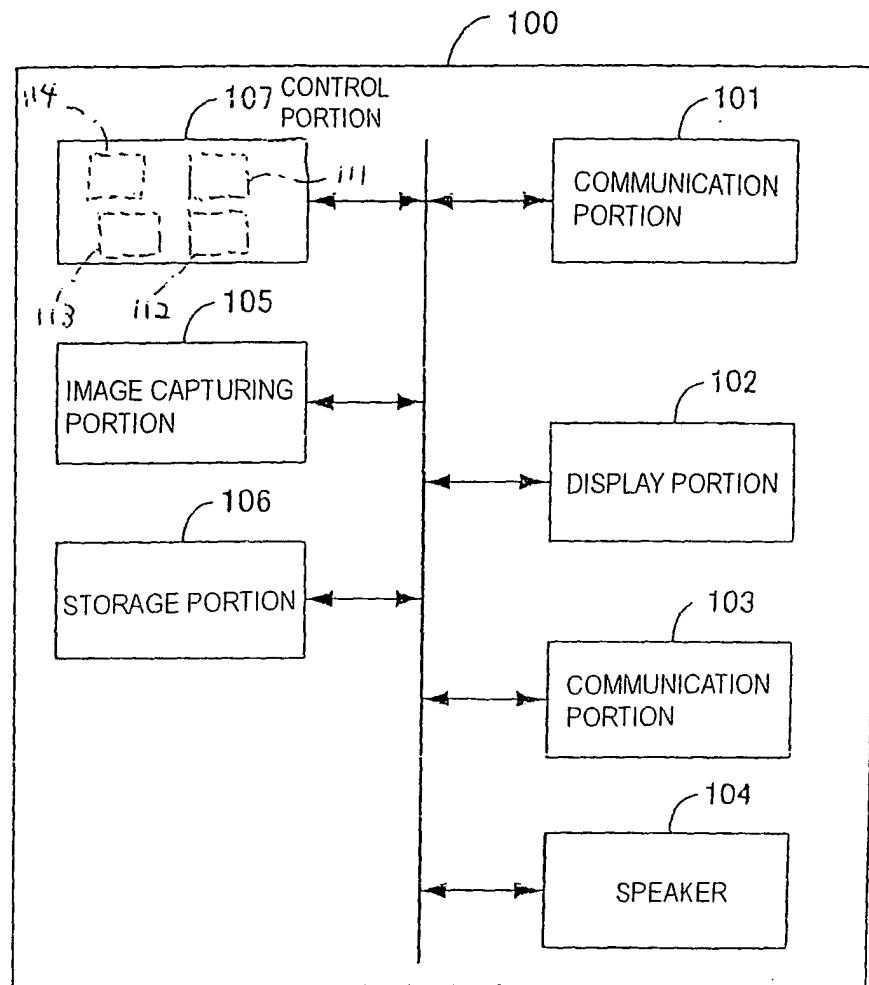 100
114
107
CONTROL
PORTION
111
113
112
101
COMMUNICATION
PORTION
105
IMAGE CAPTURING
PORTION
102
DISPLAY PORTION
106
STORAGE PORTION
103
COMMUNICATION
PORTION
104
SPEAKER